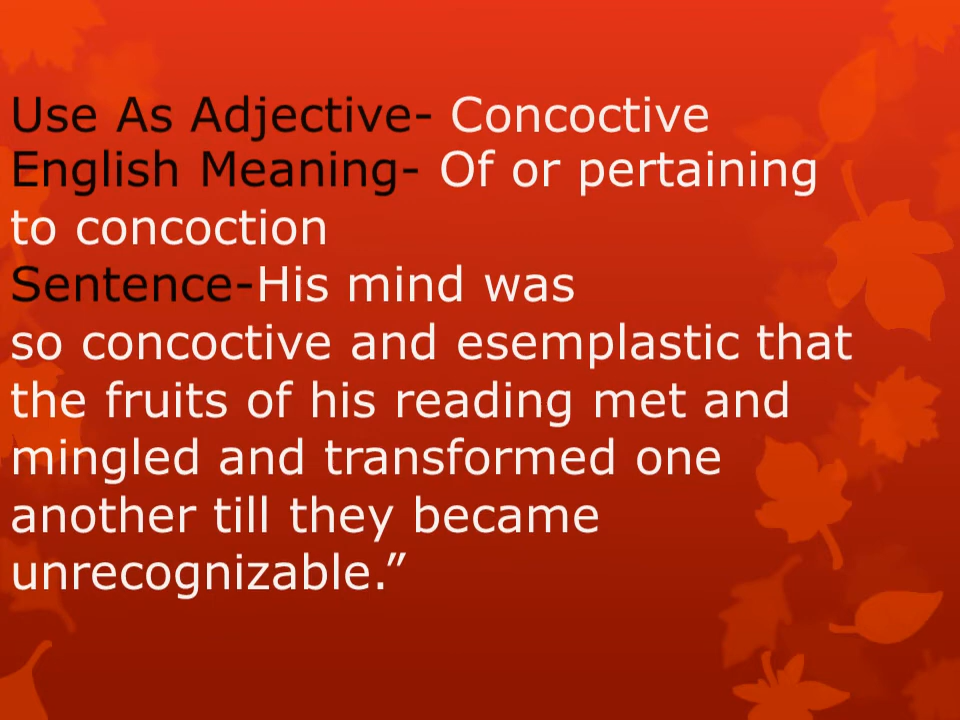 Use As Adjective- Concoctive
English Meaning- Of or pertaining
to concoction
Sentence-His mind was
so concoctive and esemplastic that
the fruits of his reading met and
mingled and transformed one
another till they became
unrecognizable.”